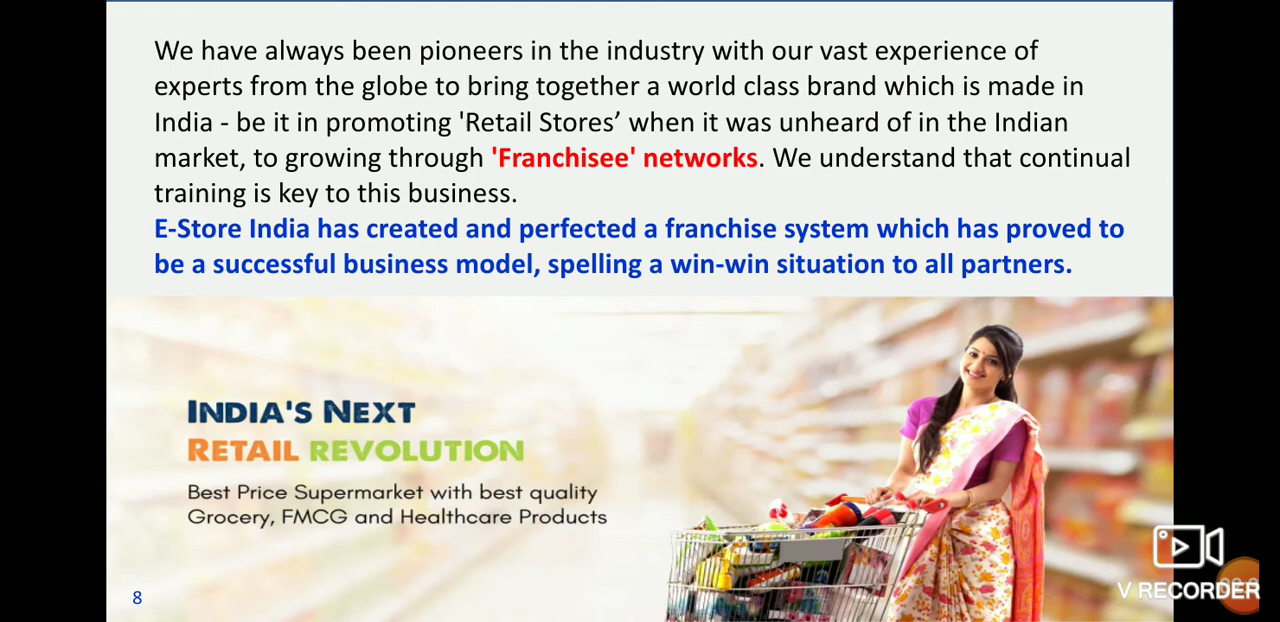 We have always been pioneers in the industry with our vast experience of
experts from the globe to bring together a world class brand which is made in
India - be it in promoting 'Retail Stores’ when it was unheard of in the Indian
market, to growing through 'Franchisee' networks. We understand that continual
training is key to this business.
E-Store India has created and perfected a franchise system which has proved to
be a successful business model, spelling a win-win situation to all partners.
INDIA'S NEXT
RETAIL REVOLUTION
Best Price Supermarket with best quality
Grocery, FMCG and Healthcare Products
8
V RECORDER